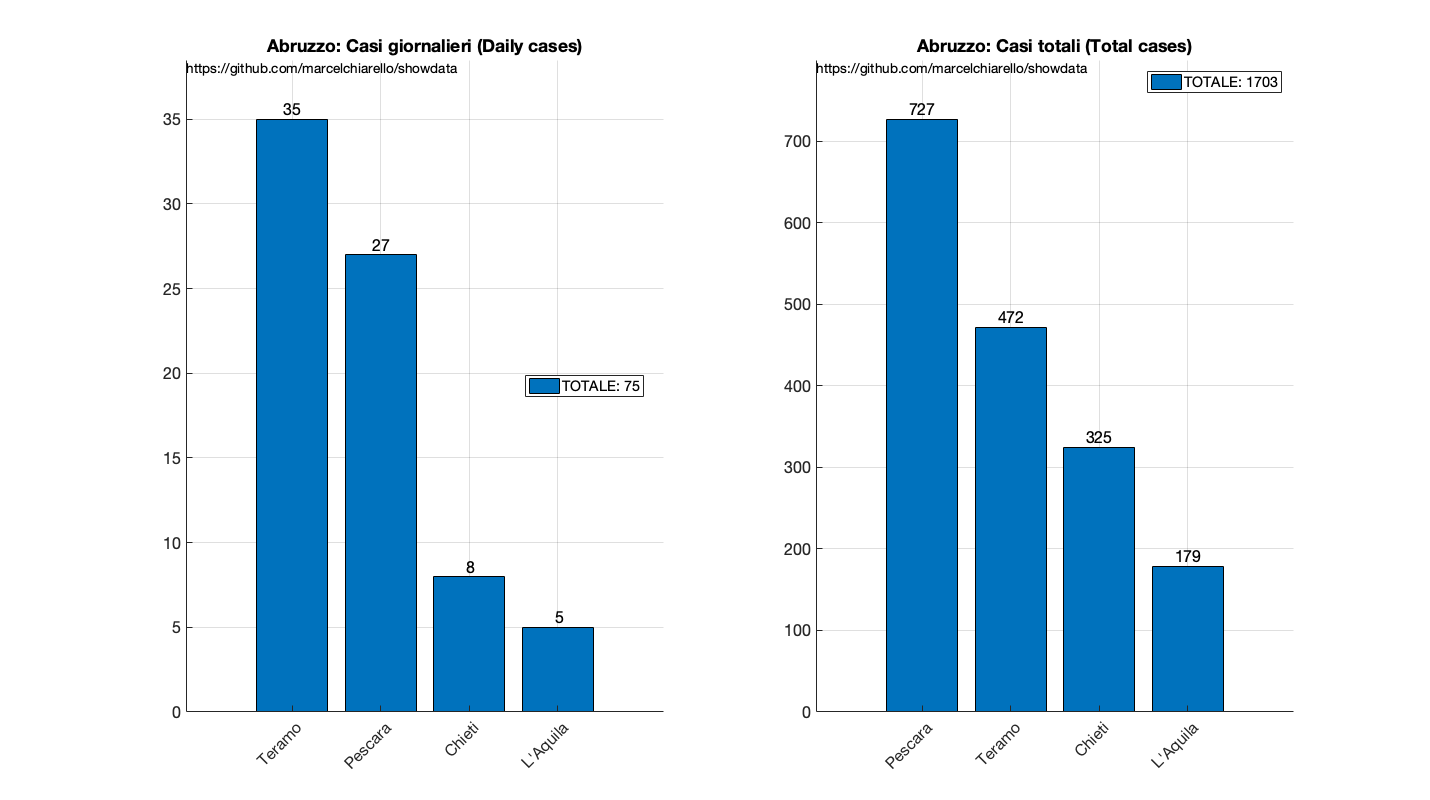 Abruzzo: Casi giornalieri (Daily cases)
https://github.com/marcelchiarello/showdata
35
30
25
20
15
10
5
0
35
27
8
5
TOTALE: 75
Teramo
Pescara
Chieti
L'Aquila
Abruzzo: Casi totali (Total cases)
https://github.com/marcelchiarello/showdata
TOTALE: 1703
700
600
500
400
300
200
100
0
727
472
325
179
Pescara
Teramo
Chieti
L'Aquila